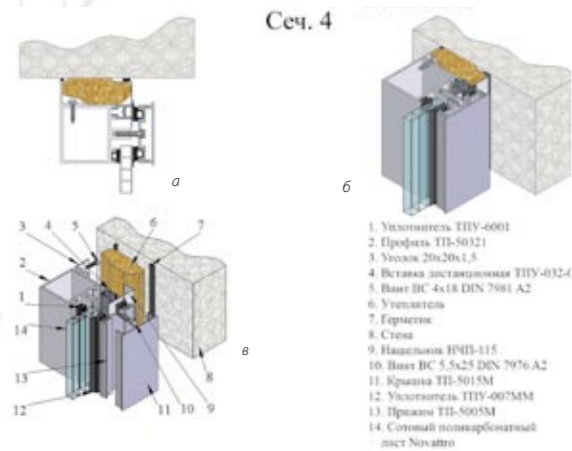 Сеч. 4
а
б
1. Уплотнитель ТПУ-6001
2. Профиль ТП-50321
3. Уголок 20х20х1,5
4. Вставка дистанционная ТПУ-032-
5. Винт ВС 4х18 DIN 7981 А2
6. Утеплитель
7. Герметик
8. Стена
9. Нащельник НЧП-115
10. Винт ВС 5,5х25 DIN 7976 А2
11. Крышка ТП-5015М
12. Уплотнитель ТПУ-007ММ
13. Прижим ТП-5005М
14. Сотовый поликарбонатный
лист Novattro
3 4 5 6 7
2
1
14
в
13
12
11 10 9 8